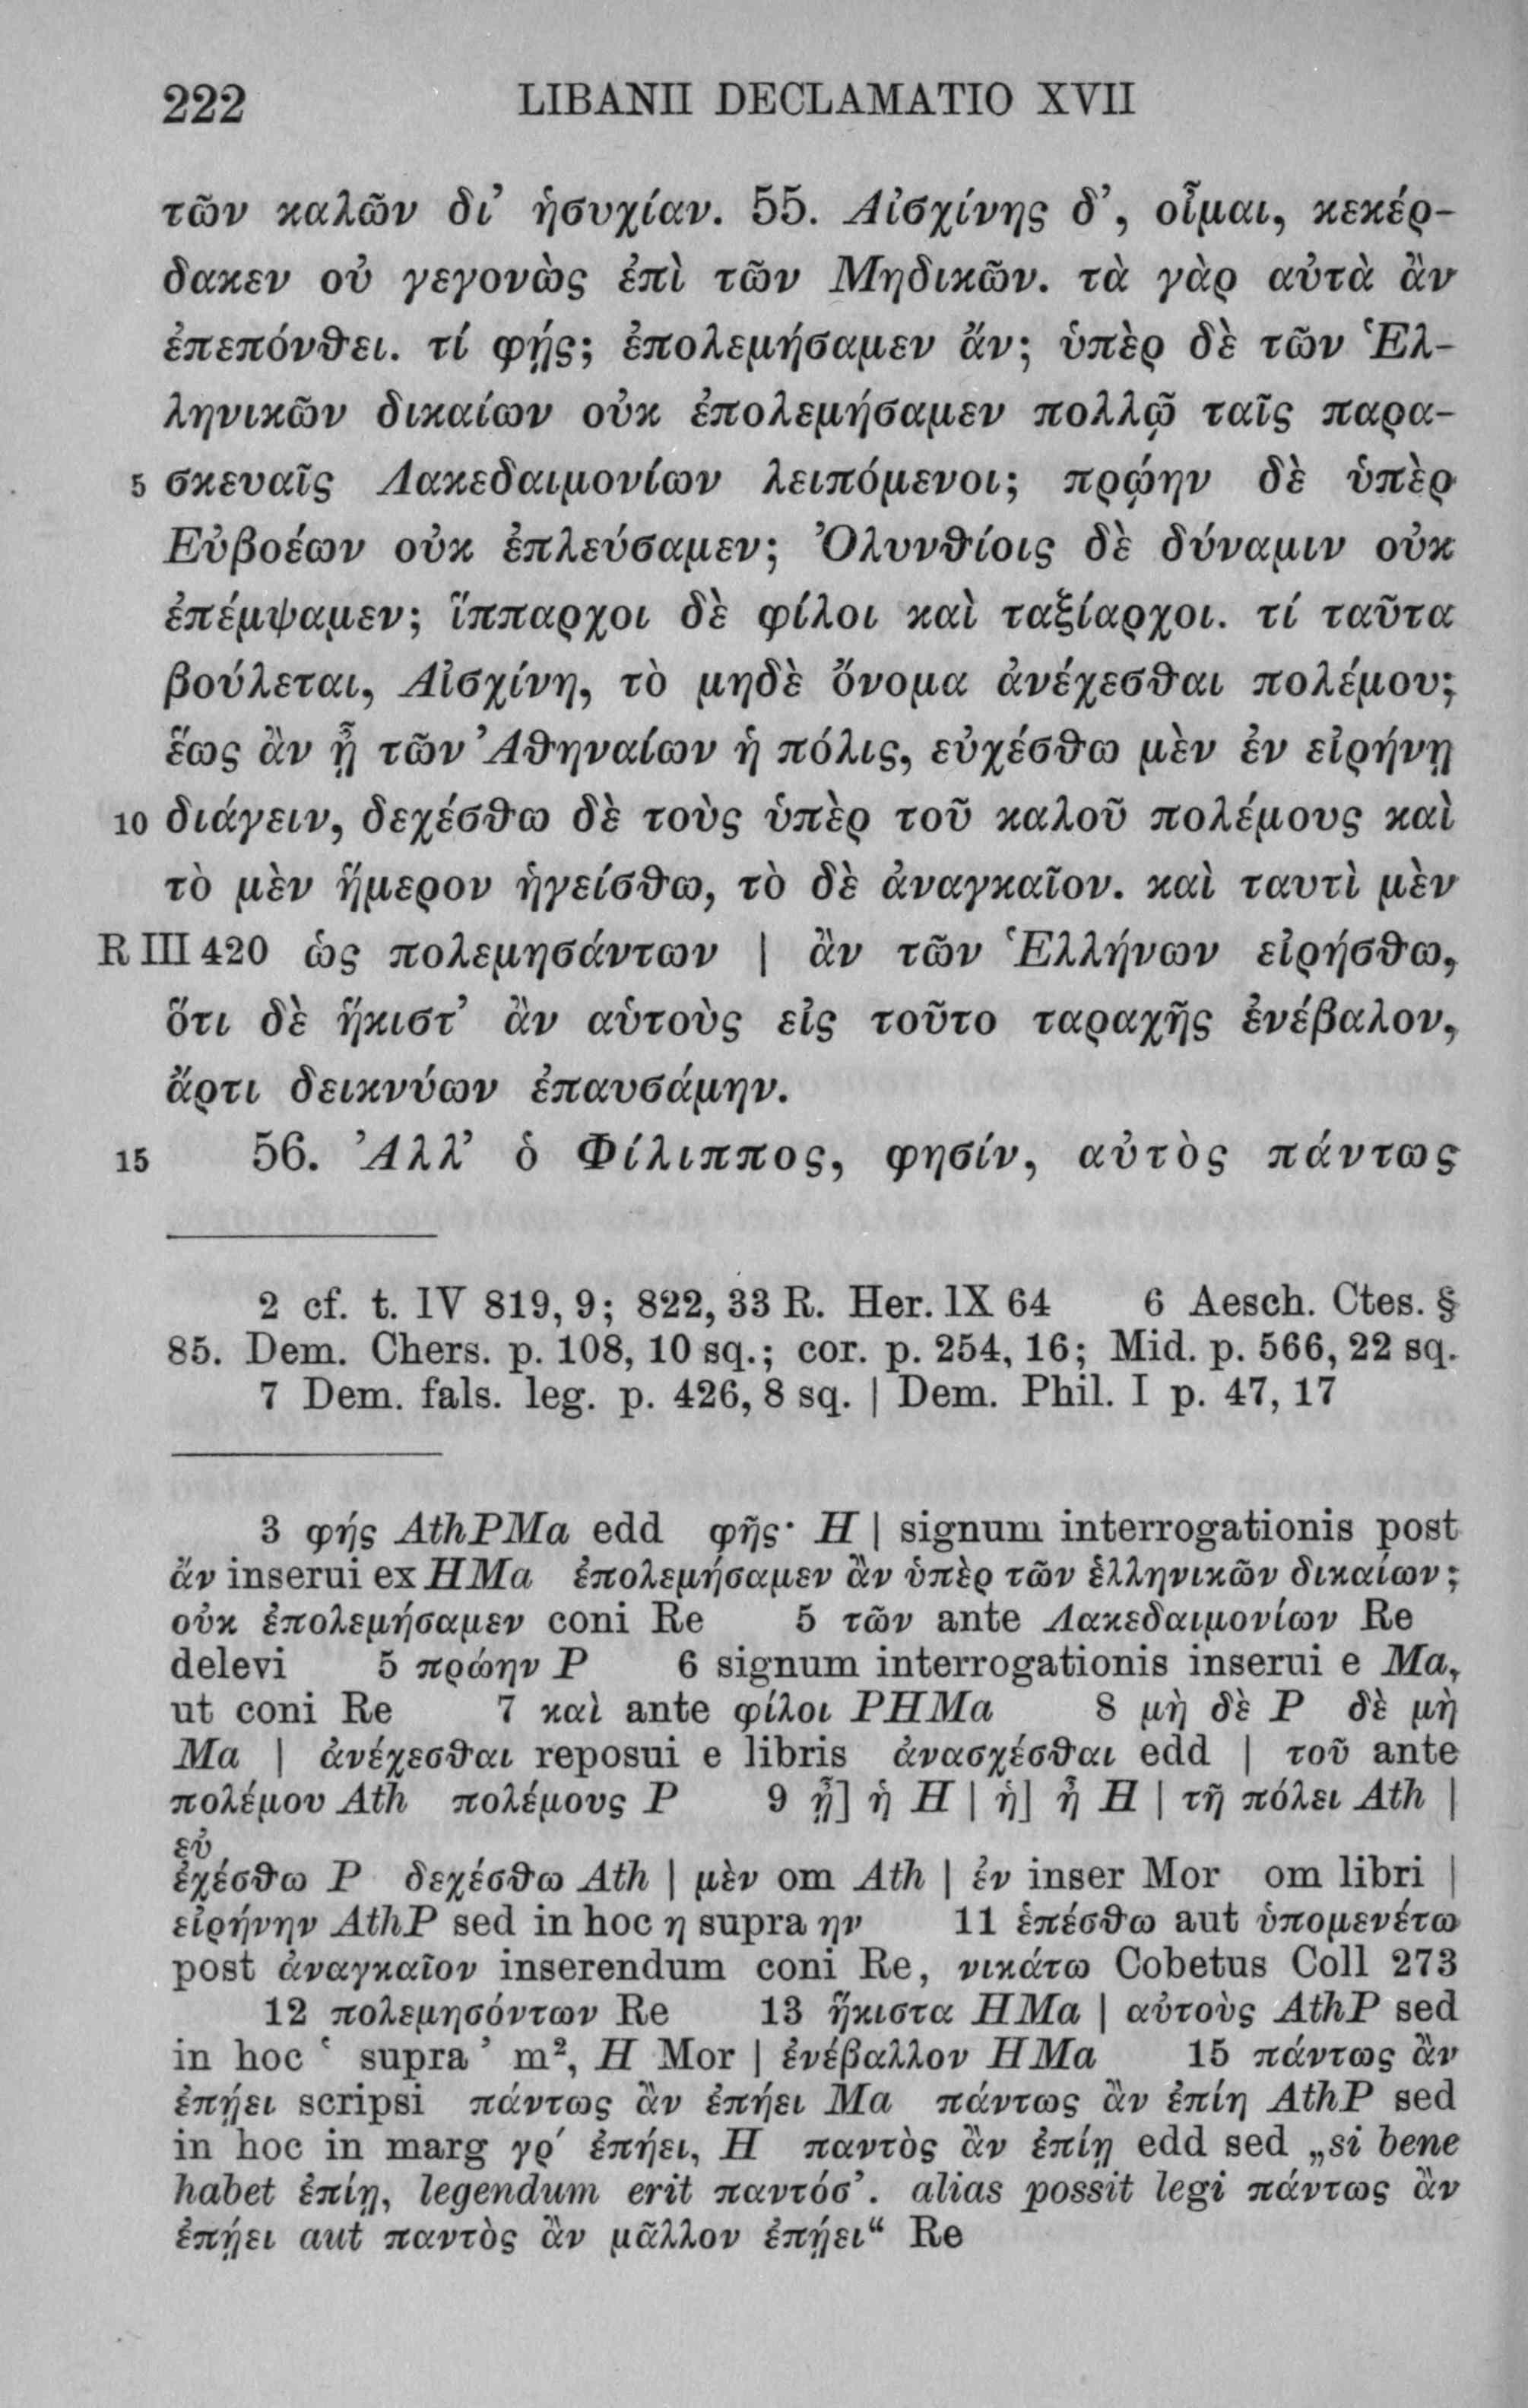 222 LIBANII DECLAMATIO XVII
τῶν καλῶν δι’ ἡσυχίαν. 55. Αἰσχίνης δ’, οἶμαι, κεκέρ-
δακεν οὐ γεγονὼς ἐπὶ τῶν Μηδικῶν. τὰ γὰρ αὐτὰ ἂν
ἐπεπόνθει. τί φῄς; ἐπολεμήσαμεν ἄν; ὑπὲρ δὲ τῶν Ἑλ-
ληνικῶν δικαίων οὐκ ἐπολεμήσαμεν πολλῷ ταῖς παρα-
5 σκευαῖς Λακεδαιμονίων λειπόμενοι; πρῴην δὲ ὑπὲρ
Εὐβοέων οὐκ ἐπλεύσαμεν; Ὀλυνθίοις δὲ δύναμιν οὐκ
ἐπέμψαμεν; ἵππαρχοι δὲ φίλοι καὶ ταξίαρχοι. τί ταῦτα
βούλεται, Αἰσχίνη, τὸ μηδὲ ὄνομα ἀνέχεσθαι πολέμου;
ἕως ἂν ᾖ τῶν Ἀθηναίων ἡ πόλις, εὐχέσθω μὲν ἐν εἰρήνῃ
10 διάγειν, δεχέσθω δὲ τοὺς ὑπὲρ τοῦ καλοῦ πολέμους καὶ
τὸ μὲν ἥμερον ἡγείσθω, τὸ δὲ ἀναγκαῖον. καὶ ταυτὶ μὲν
R III 420 ὡς πολεμησάντων | ἂν τῶν Ἑλλήνων εἰρήσθω,
ὅτι δὲ ἥκιστ’ ἂν αὑτοὺς εἰς τοῦτο ταραχῆς ἐνέβαλον,
ἄρτι δεικνύων ἐπαυσάμην.
15 56. Ἀλλ’ ὁ Φίλιππος, φησίν, αὐτὸς πάντως
2 cf. t. IV 819, 9; 822, 33 R. Her. IX 64 6 Aesch. Ctes. §
85. Dem. Chers. p. 108, 10 sq.; cor. p. 254, 16; Mid. p. 566, 22 sq.
7 Dem. fals. leg. p. 426, 8 sq. | Dem. Phil. I p. 47, 17
3 φής AthPMa edd φῆς· H | signum interrogationis post
ἄν inserui ex HMa ἐπολεμήσαμεν ἂν ὑπὲρ τῶν ἑλληνικῶν δικαίων;
οὐκ ἐπολεμήσαμεν coni Re 5 τῶν ante Λακεδαιμονίων Re
delevi 5 πρώην P 6 signum interrogationis inserui e Ma,
ut coni Re 7 καὶ ante φίλοι PHMa 8 μὴ δὲ P δὲ μὴ
Ma | ἀνέχεσθαι reposui e libris ἀνασχέσθαι edd | τοῦ ante
πολέμου Ath πολέμους P 9 ᾖ] ἡ H | ἡ] ἦ H | τῆ πόλει Ath |
εὐ
ἐχέσθω P δεχέσθω Ath | μὲν om Ath | ἐν inser Mor om libri |
εἰρήνην AthP sed in hoc η supra ην 11 ἑπέσθω aut ὑπομενέτω
post ἀναγκαῖον inserendum coni Re, νικάτω Cobetus Coll 273
12 πολεμησόντων Re 13 ἥκιστα HMa | αὐτοὺς AthP sed
in hoc ‛ supra ’ m², H Mor | ἐνέβαλλον HMa 15 πάντως ἂν
ἐπῄει scripsi πάντως ἂν ἐπήει Ma πάντως ἂν ἐπίη AthP sed
in hoc in marg γρ′ ἐπήει, H παντὸς ἂν ἐπίῃ edd sed „si bene
habet ἐπίῃ, legendum erit παντόσ’. alias possit legi πάντως ἂν
ἐπῄει aut παντὸς ἂν μᾶλλον ἐπῄει“ Re